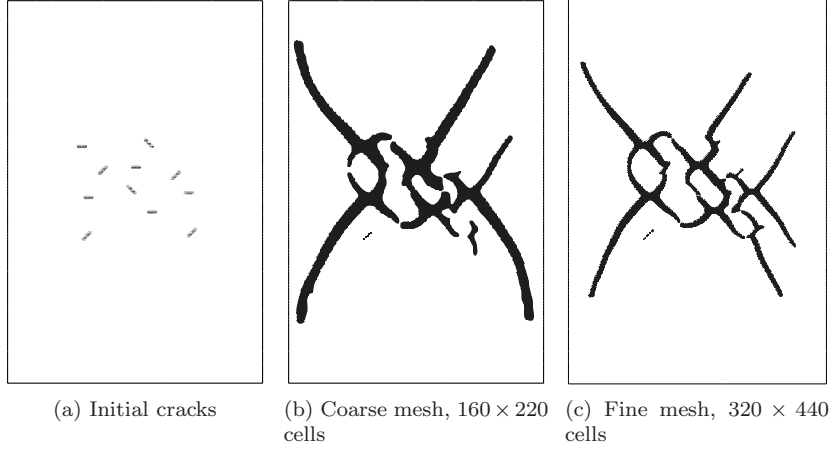 (a) Initial cracks
(b) Coarse mesh, 160 × 220
cells
(c) Fine mesh, 320 × 440
cells